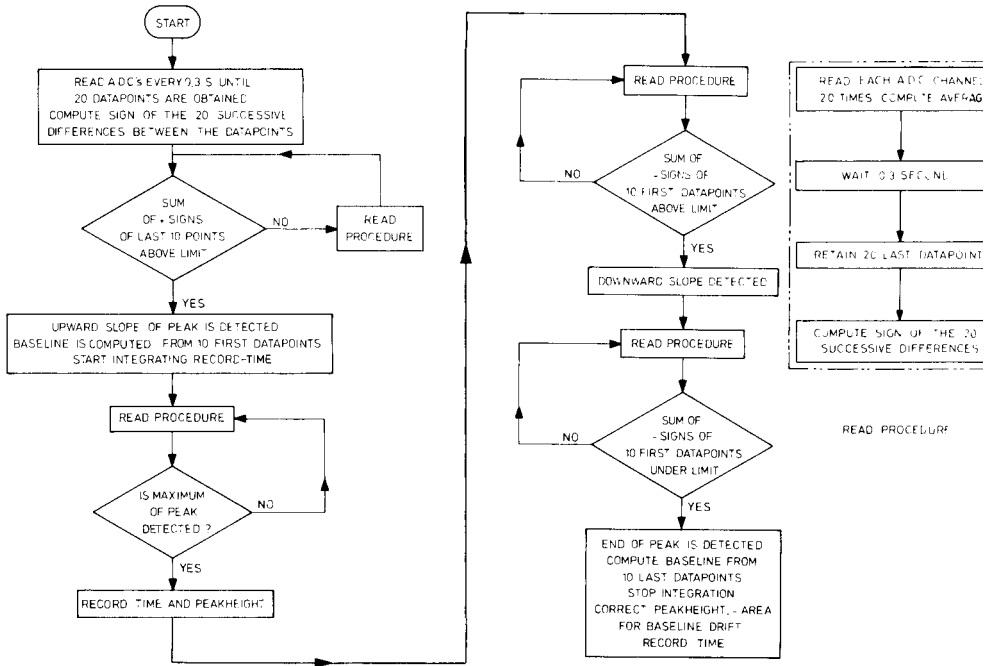 START
READ A.D.C's EVERY 0.3 S UNTIL
20 DATAPOINTS ARE OBTAINED
COMPUTE SIGN OF THE 20 SUCCESSIVE
DIFFERENCES BETWEEN THE DATAPOINTS
SUM
OF + SIGNS
OF LAST 10 POINTS
ABOVE LIMIT
NO
READ
PROCEDURE
YES
UPWARD SLOPE OF PEAK IS DETECTED
BASELINE IS COMPUTED FROM 10 FIRST DATAPOINTS
START INTEGRATING RECORD-TIME
READ PROCEDURE
IS MAXIMUM
OF PEAK
DETECTED ?
NO
YES
RECORD TIME AND PEAKHEIGHT
READ PROCEDURE
SUM OF
- SIGNS OF
10 FIRST DATAPOINTS
ABOVE LIMIT
NO
YES
DOWNWARD SLOPE DETECTED
READ PROCEDURE
SUM OF
- SIGNS OF
10 FIRST DATAPOINTS
UNDER LIMIT
NO
YES
END OF PEAK IS DETECTED
COMPUTE BASELINE FROM
10 LAST DATAPOINTS
STOP INTEGRATION
CORRECT PEAKHEIGHT, - AREA
FOR BASELINE DRIFT
RECORD TIME
READ EACH A.D.C CHANNEL
20 TIMES COMPUTE AVERAGE
WAIT 0.3 SECOND
RETAIN 20 LAST DATAPOINTS
COMPUTE SIGN OF THE 20
SUCCESSIVE DIFFERENCES
READ PROCEDURE